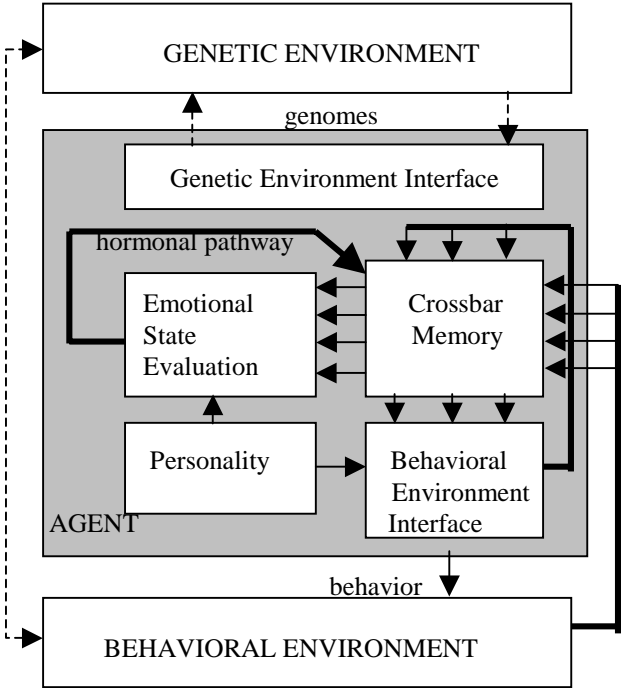 GENETIC ENVIRONMENT
genomes
Genetic Environment Interface
hormonal pathway
Emotional
State
Evaluation
Crossbar
Memory
Personality
Behavioral
Environment
Interface
AGENT
behavior
BEHAVIORAL ENVIRONMENT